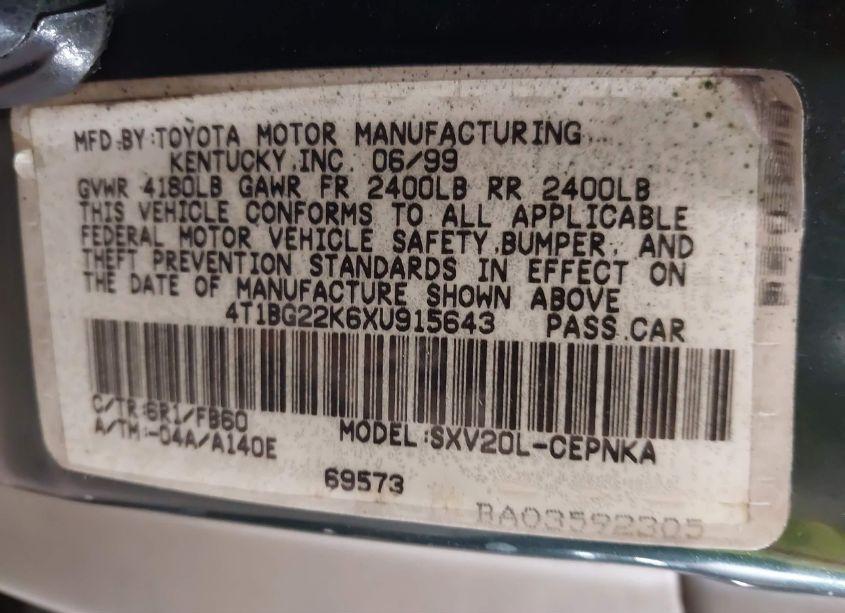 MFD.BY:TOYOTA MOTOR MANUFACTURING
KENTUCKY,INC. 06/99
GVWR 4180LB GAWR FR 2400LB RR 2400LB
THIS VEHICLE CONFORMS TO ALL APPLICABLE
FEDERAL MOTOR VEHICLE SAFETY,BUMPER, AND
THEFT PREVENTION STANDARDS IN EFFECT ON
THE DATE OF MANUFACTURE SHOWN ABOVE
4T1BG22K6XU915643 PASS.CAR
C/TR:6R1/FB60
A/TM:-04A/A140E
MODEL:SXV20L-CEPNKA
69573
RA03592305